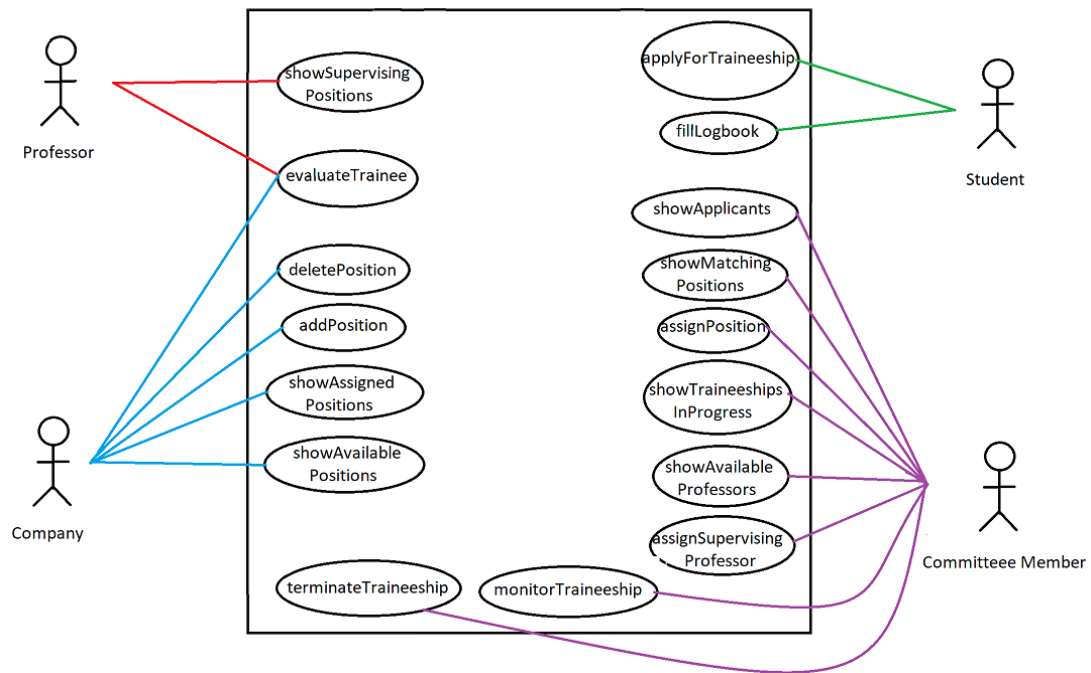 Professor
Company
showSupervising
Positions
evaluateTrainee
deletePosition
addPosition
showAssigned
Positions
showAvailable
Positions
terminateTraineeship
monitorTraineeship
applyForTraineeship
fillLogbook
showApplicants
showMatching
Positions
assignPosition
showTraineeships
InProgress
showAvailable
Professors
assignSupervising
Professor
Student
Committeee Member